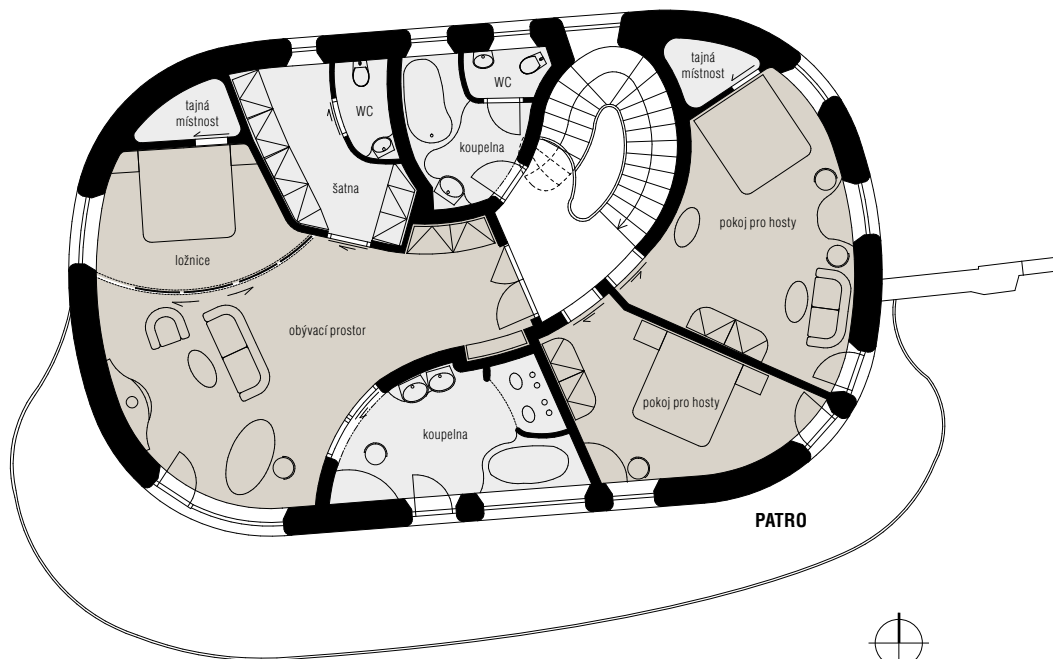 tajná
místnost
WC
WC
tajná
místnost
koupelna
šatna
ložnice
pokoj pro hosty
obývací prostor
pokoj pro hosty
koupelna
PATRO